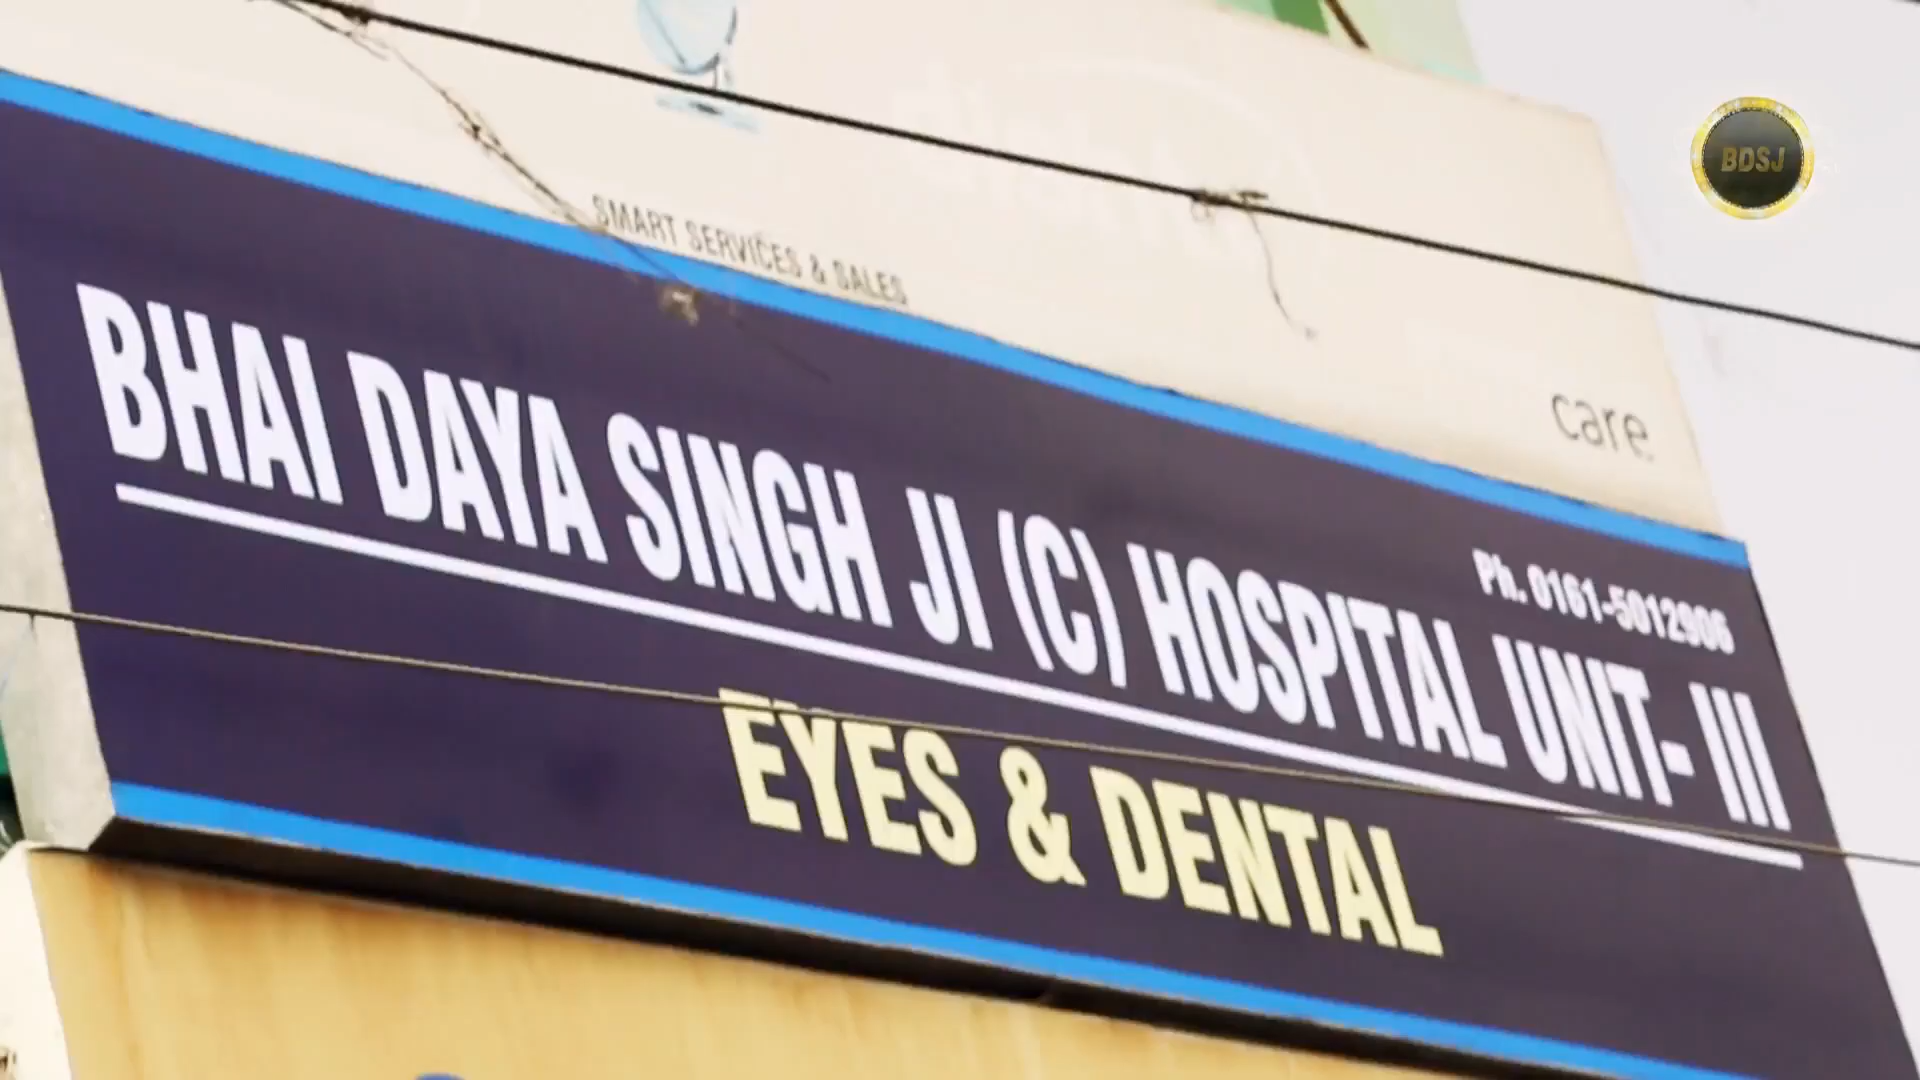 BDSJ
SMART SERVICES & SALES
care
Ph. 0161-5012906
BHAI DAYA SINGH JI (C) HOSPITAL UNIT- III
EYES & DENTAL